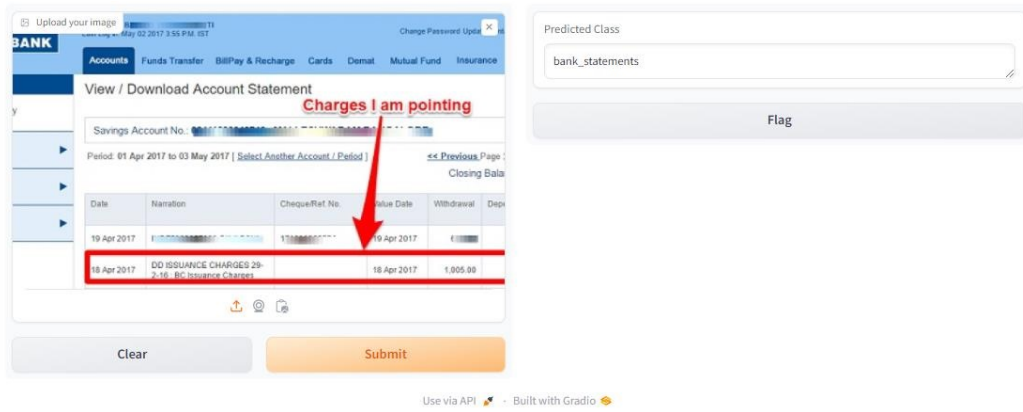 Upload your image
BANK
May 02 2017 3:55 P.M. IST
Change Password
Accounts Funds Transfer BillPay & Recharge Cards Demat Mutual Fund Insurance
View / Download Account Statement
Charges I am pointing
Savings Account No.:
Period: 01 Apr 2017 to 03 May 2017 [ Select Another Account / Period ]
<< Previous Page
Closing Bala
Date Narration Cheque/Ref. No. Value Date Withdrawal Depo
19 Apr 2017 19 Apr 2017
18 Apr 2017 DD ISSUANCE CHARGES 29- 18 Apr 2017 1,005.00
2-16 : BC Issuance Charges
Clear
Submit
Predicted Class
bank_statements
Flag
Use via API · Built with Gradio